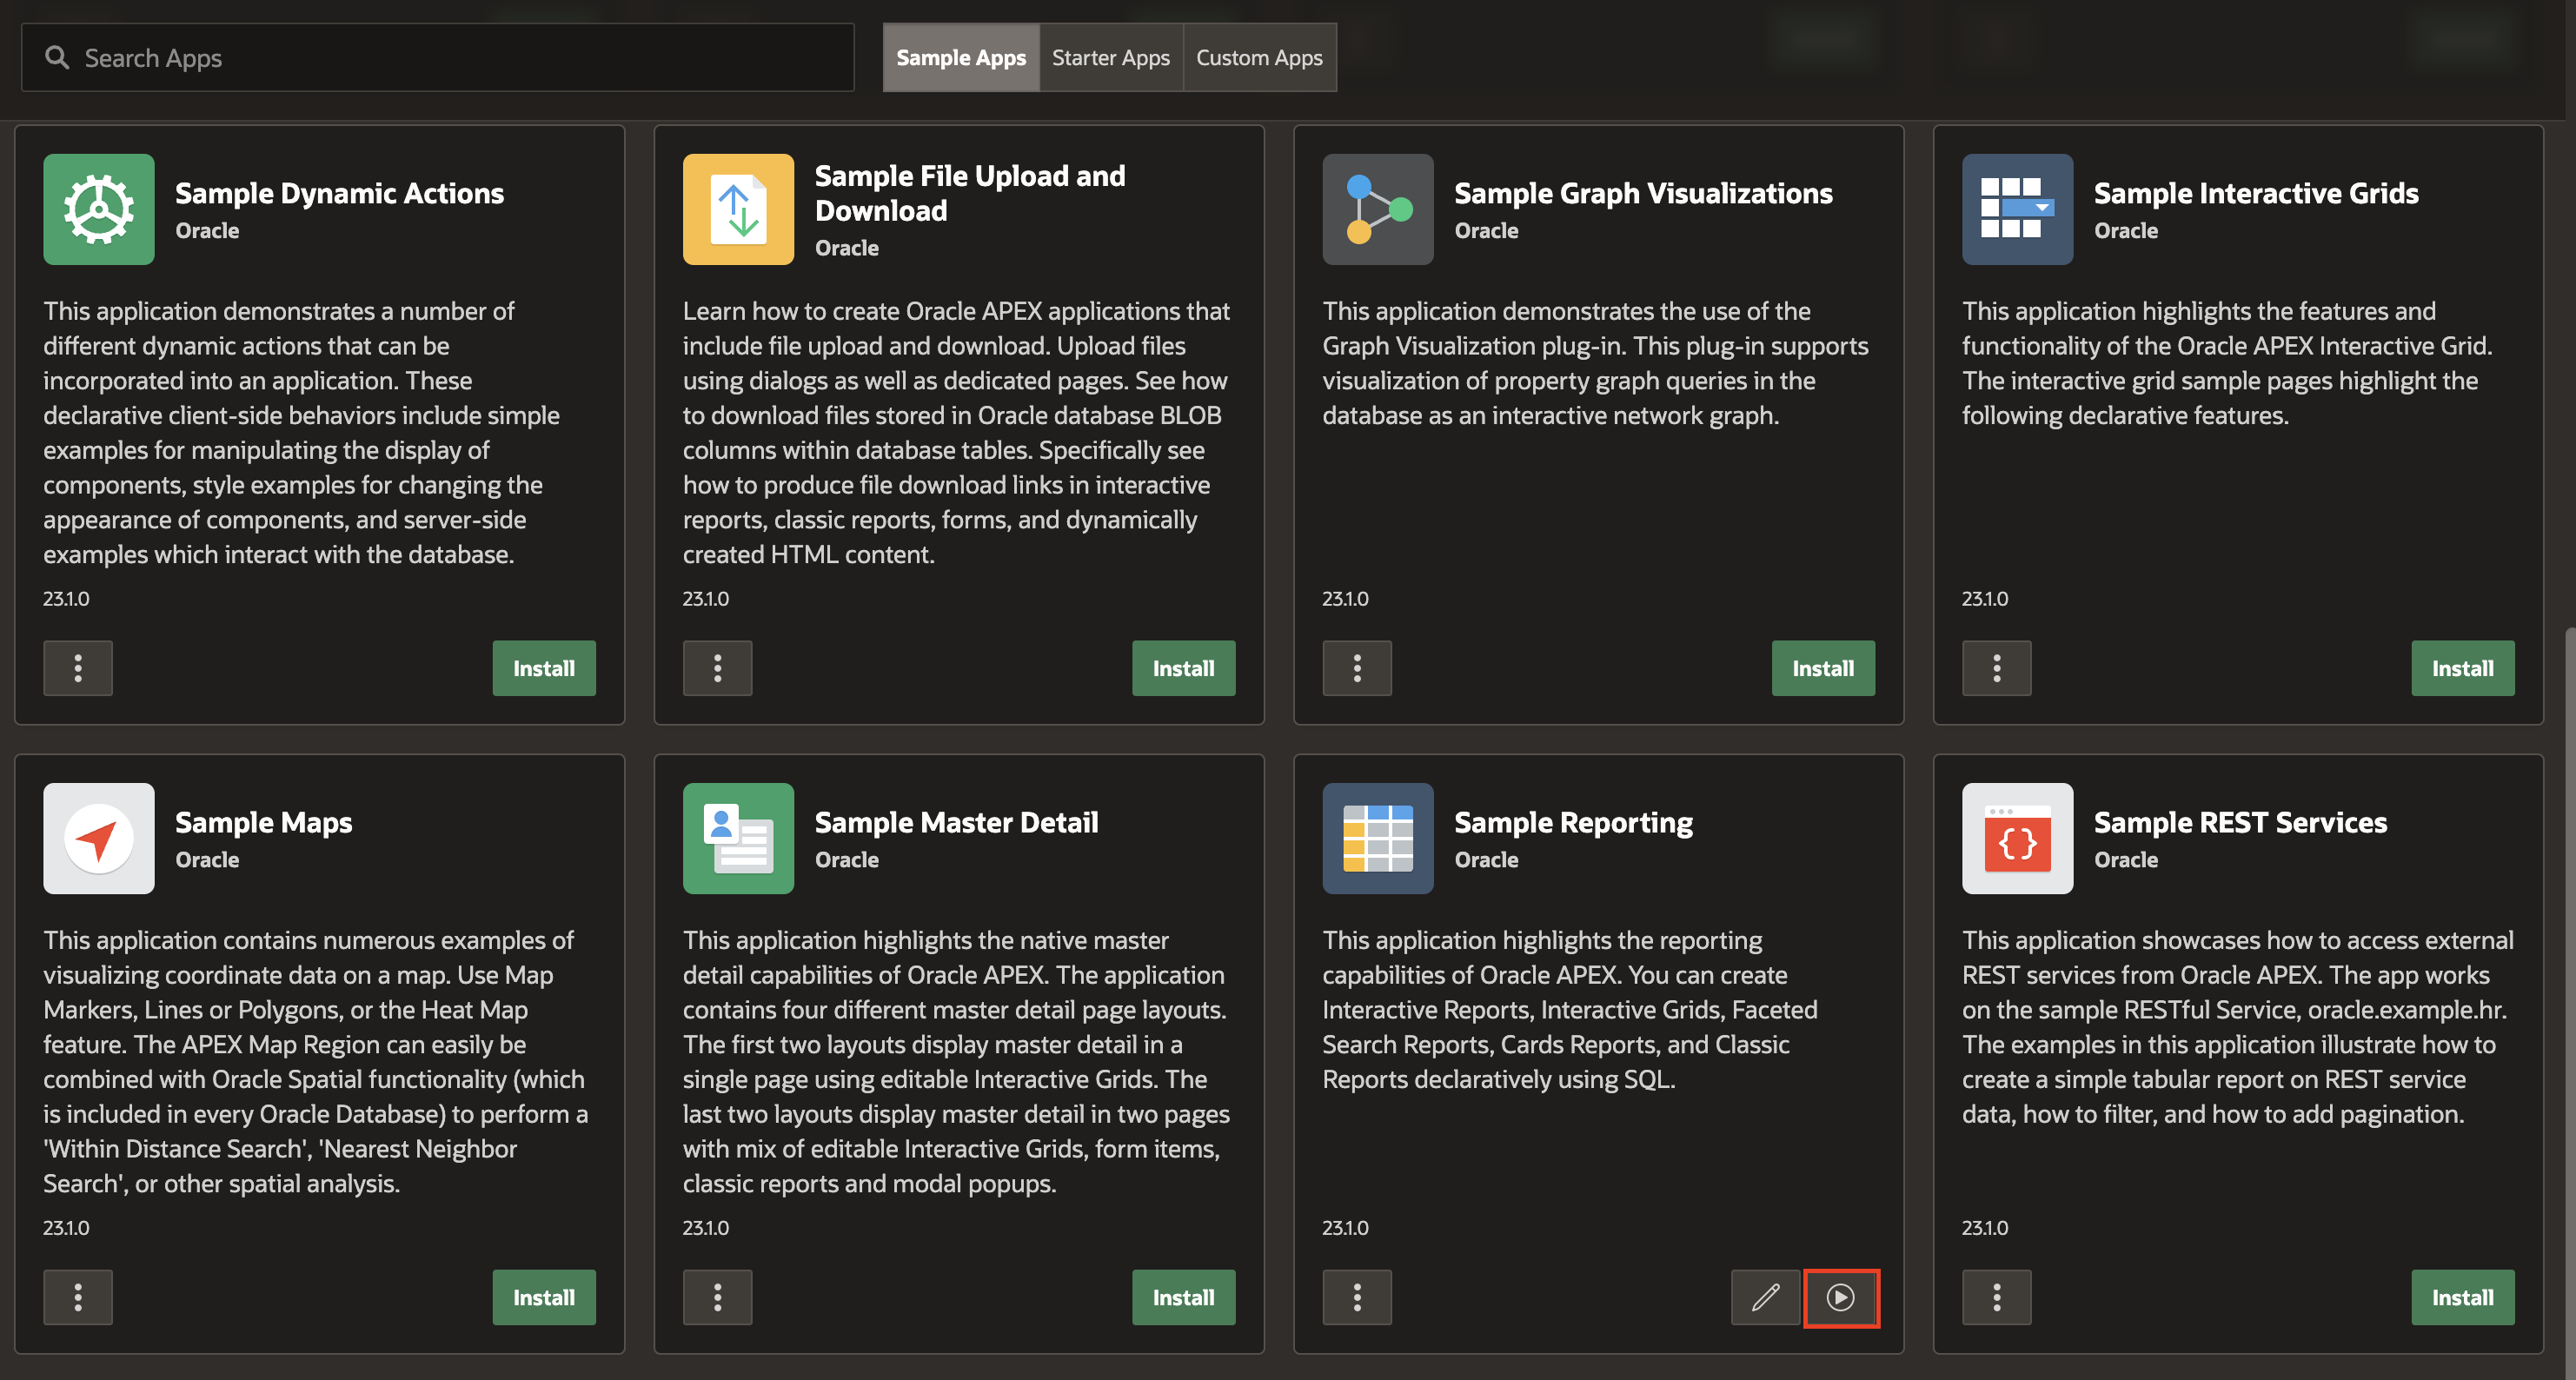 Search Apps
Sample Apps
Starter Apps
Custom Apps
Sample Dynamic Actions
Oracle
This application demonstrates a number of
different dynamic actions that can be
incorporated into an application. These
declarative client-side behaviors include simple
examples for manipulating the display of
components, style examples for changing the
appearance of components, and server-side
examples which interact with the database.
23.1.0
Install
Sample File Upload and
Download
Oracle
Learn how to create Oracle APEX applications that
include file upload and download. Upload files
using dialogs as well as dedicated pages. See how
to download files stored in Oracle database BLOB
columns within database tables. Specifically see
how to produce file download links in interactive
reports, classic reports, forms, and dynamically
created HTML content.
23.1.0
Install
Sample Graph Visualizations
Oracle
This application demonstrates the use of the
Graph Visualization plug-in. This plug-in supports
visualization of property graph queries in the
database as an interactive network graph.
23.1.0
Install
Sample Interactive Grids
Oracle
This application highlights the features and
functionality of the Oracle APEX Interactive Grid.
The interactive grid sample pages highlight the
following declarative features.
23.1.0
Install
Sample Maps
Oracle
This application contains numerous examples of
visualizing coordinate data on a map. Use Map
Markers, Lines or Polygons, or the Heat Map
feature. The APEX Map Region can easily be
combined with Oracle Spatial functionality (which
is included in every Oracle Database) to perform a
'Within Distance Search', 'Nearest Neighbor
Search', or other spatial analysis.
23.1.0
Install
Sample Master Detail
Oracle
This application highlights the native master
detail capabilities of Oracle APEX. The application
contains four different master detail page layouts.
The first two layouts display master detail in a
single page using editable Interactive Grids. The
last two layouts display master detail in two pages
with mix of editable Interactive Grids, form items,
classic reports and modal popups.
23.1.0
Install
Sample Reporting
Oracle
This application highlights the reporting
capabilities of Oracle APEX. You can create
Interactive Reports, Interactive Grids, Faceted
Search Reports, Cards Reports, and Classic
Reports declaratively using SQL.
23.1.0
Sample REST Services
Oracle
This application showcases how to access external
REST services from Oracle APEX. The app works
on the sample RESTful Service, oracle.example.hr.
The examples in this application illustrate how to
create a simple tabular report on REST service
data, how to filter, and how to add pagination.
23.1.0
Install